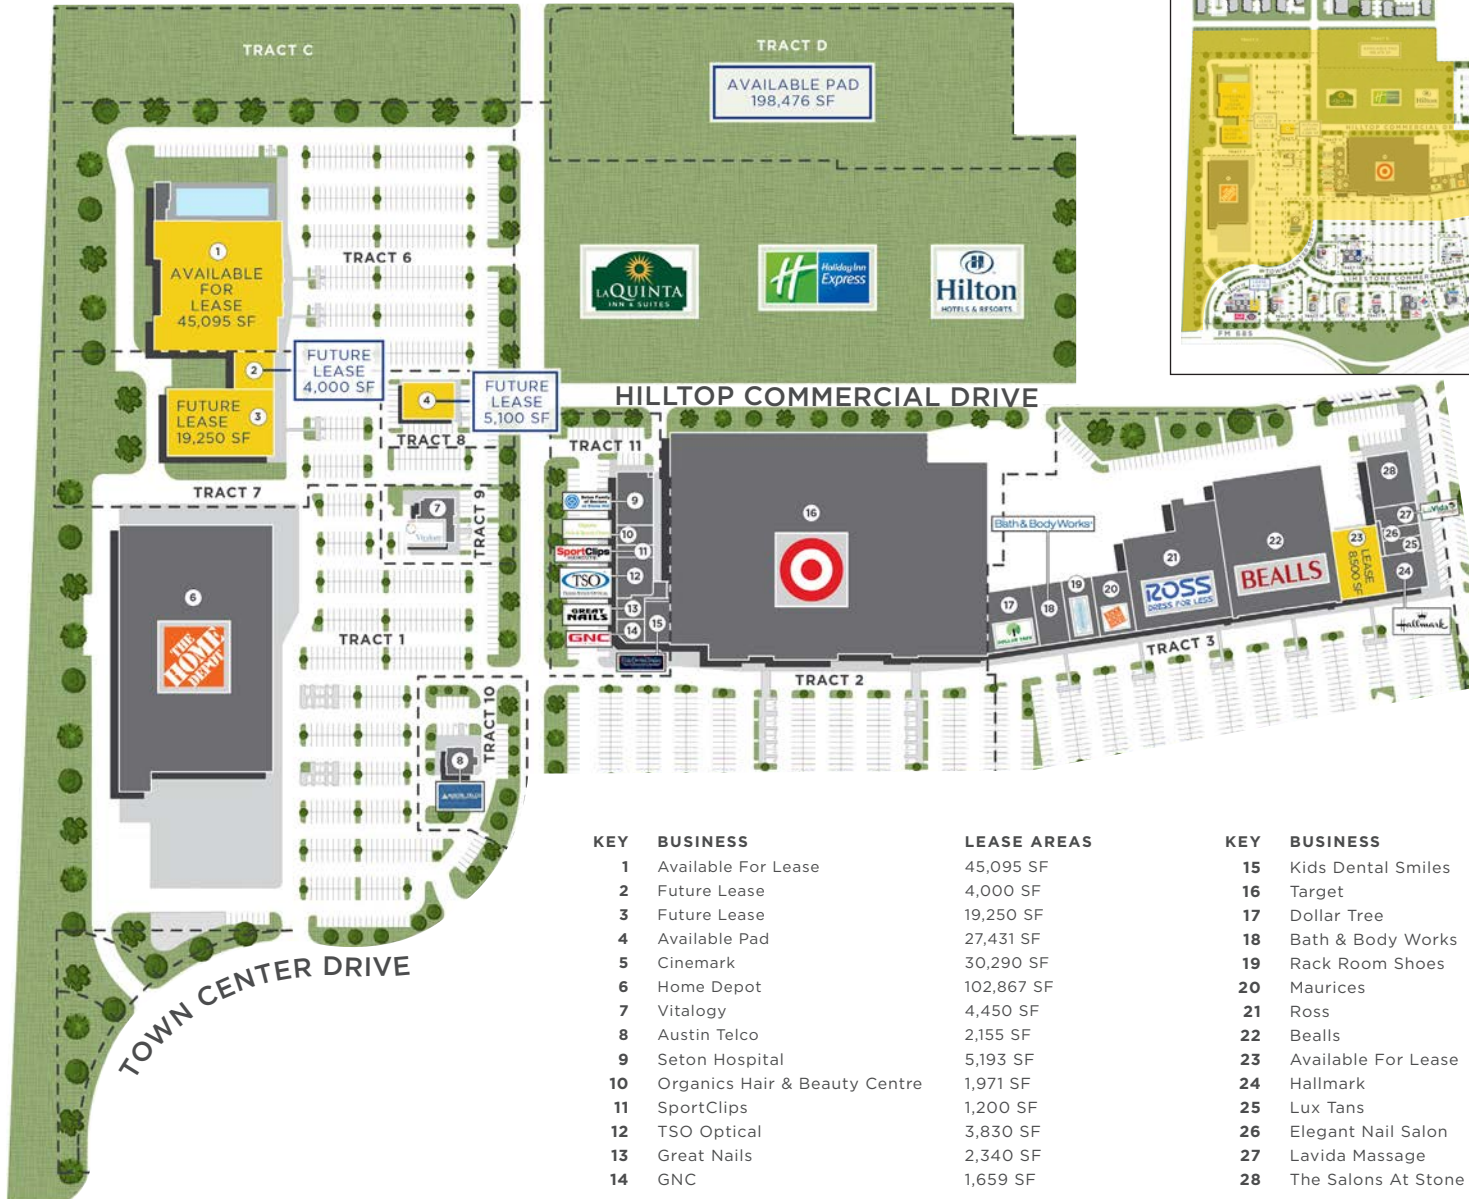 TRACT C
TRACT D
AVAILABLE PAD
198,476 SF
1
AVAILABLE
FOR
LEASE
45,095 SF
TRACT 6
LAQUINTA
INN & SUITES
Holiday Inn
Express
Hilton
HOTELS & RESORTS
2
FUTURE
LEASE
4,000 SF
3
FUTURE
LEASE
19,250 SF
4
FUTURE
LEASE
5,100 SF
TRACT 8
HILLTOP COMMERCIAL DRIVE
TRACT 11
TRACT 7
TRACT 9
7
6
THE
HOME
DEPOT
TRACT 1
TRACT 10
8
9
10
SportClips
HAIRCUTS
11
TSO
12
GREAT
NAILS
13
GNC
14
15
16
TRACT 2
Bath & Body Works
17
DOLLAR TREE
18
19
20
21
ROSS
DRESS FOR LESS
22
BEALLS
23
LEASE
8500 SF
28
27
LaVida
26
25
24
Hallmark
TRACT 3
TOWN CENTER DRIVE
HILLTOP COMMERCIAL DR
FM 685
KEY BUSINESS LEASE AREAS
1 Available For Lease 45,095 SF
2 Future Lease 4,000 SF
3 Future Lease 19,250 SF
4 Available Pad 27,431 SF
5 Cinemark 30,290 SF
6 Home Depot 102,867 SF
7 Vitalogy 4,450 SF
8 Austin Telco 2,155 SF
9 Seton Hospital 5,193 SF
10 Organics Hair & Beauty Centre 1,971 SF
11 SportClips 1,200 SF
12 TSO Optical 3,830 SF
13 Great Nails 2,340 SF
14 GNC 1,659 SF
KEY BUSINESS
15 Kids Dental Smiles
16 Target
17 Dollar Tree
18 Bath & Body Works
19 Rack Room Shoes
20 Maurices
21 Ross
22 Bealls
23 Available For Lease
24 Hallmark
25 Lux Tans
26 Elegant Nail Salon
27 Lavida Massage
28 The Salons At Stone